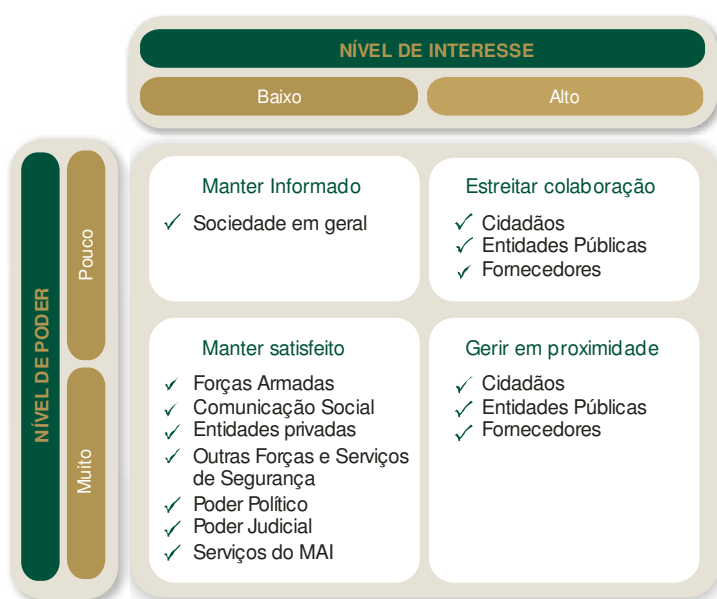 NÍVEL DE INTERESSE
Baixo
Alto
NÍVEL DE PODER
Pouco
Muito
Manter Informado
Sociedade em geral
Estreitar colaboração
Cidadãos
Entidades Públicas
Fornecedores
Manter satisfeito
Forças Armadas
Comunicação Social
Entidades privadas
Outras Forças e Serviços
de Segurança
Poder Político
Poder Judicial
Serviços do MAI
Gerir em proximidade
Cidadãos
Entidades Públicas
Fornecedores